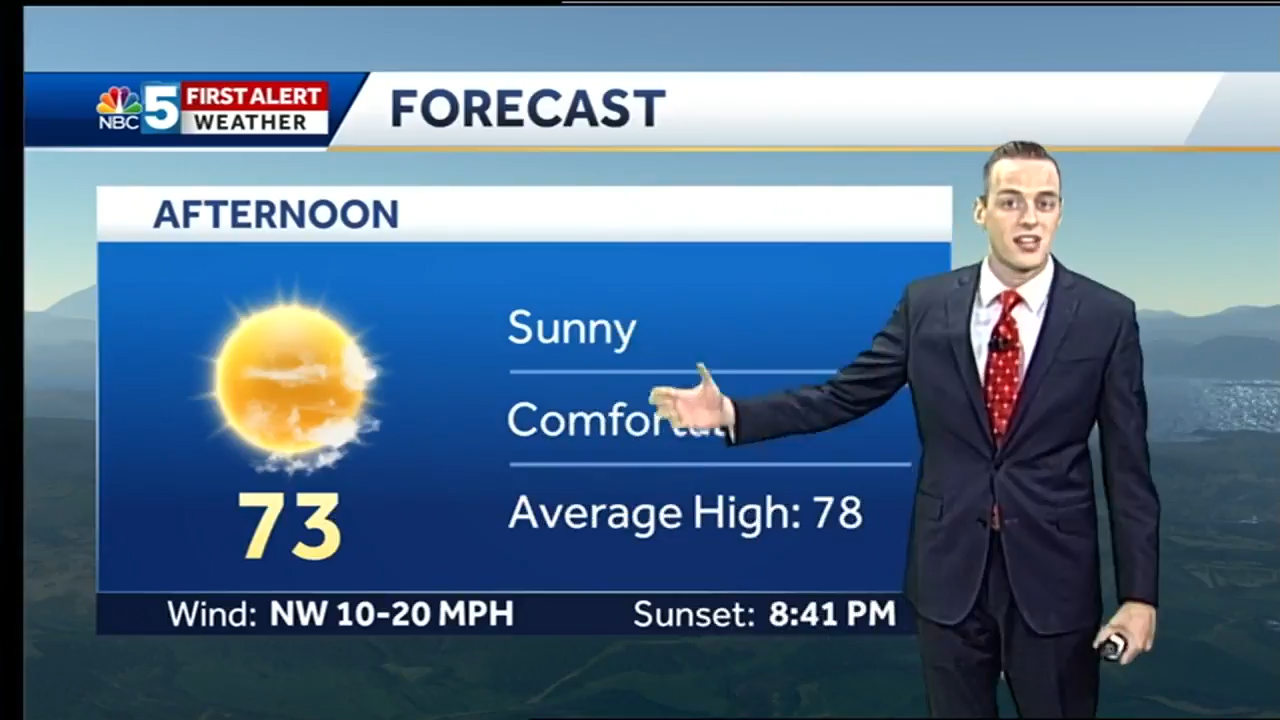 NBC 5 FIRST ALERT
WEATHER
FORECAST
AFTERNOON
Sunny
73
Average High: 78
Wind: NW 10-20 MPH Sunset: 8:41 PM